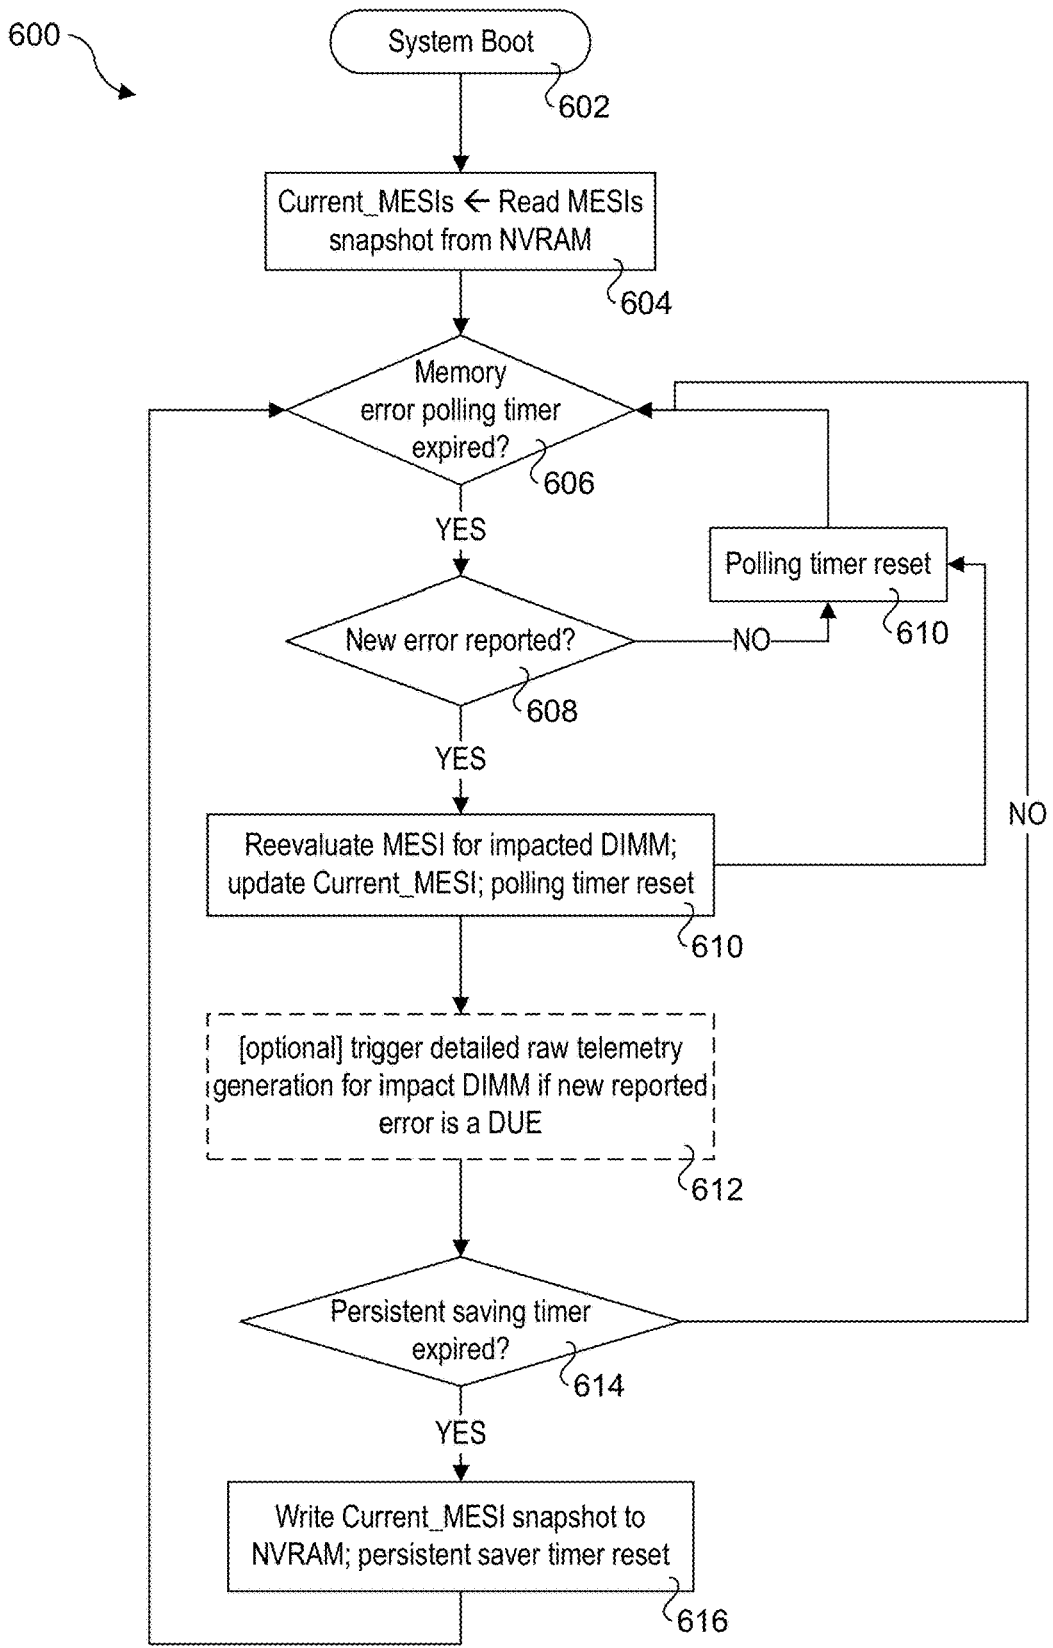 600
System Boot
602
Current_MESIs ← Read MESIs
snapshot from NVRAM
604
Memory
error polling timer
expired?
606
YES
Polling timer reset
610
New error reported?
NO
608
YES
NO
Reevaluate MESI for impacted DIMM;
update Current_MESI; polling timer reset
610
[optional] trigger detailed raw telemetry
generation for impact DIMM if new reported
error is a DUE
612
Persistent saving timer
expired?
614
YES
Write Current_MESI snapshot to
NVRAM; persistent saver timer reset
616